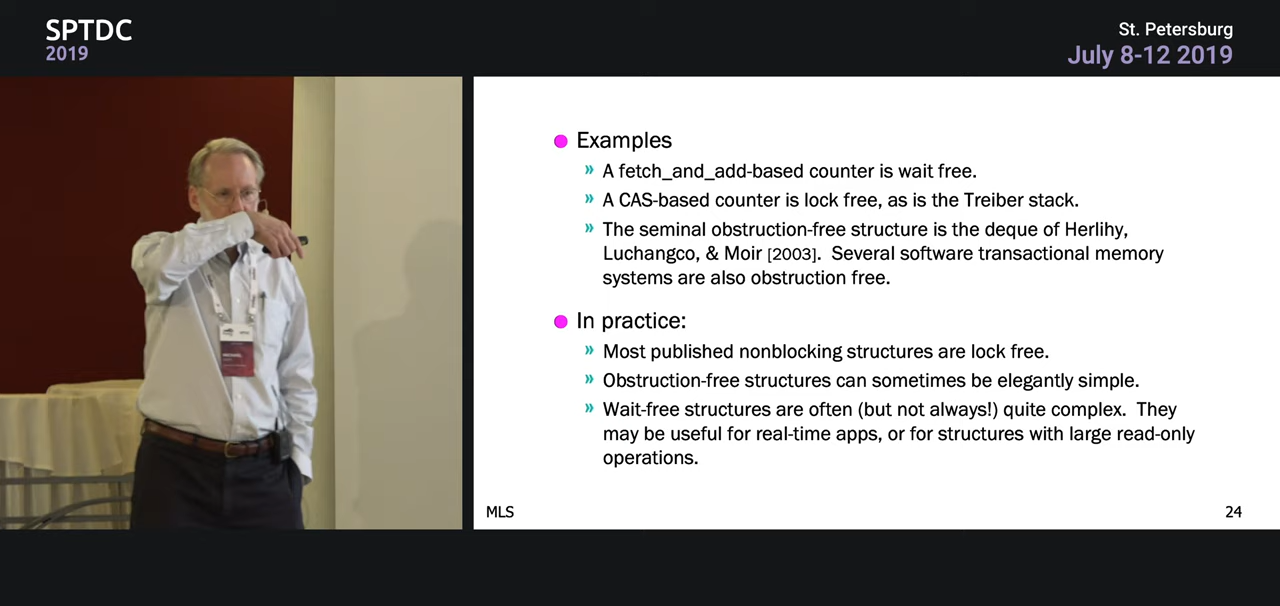 SPTDC
2019
St. Petersburg
July 8-12 2019
Examples
» A fetch_and_add-based counter is wait free.
» A CAS-based counter is lock free, as is the Treiber stack.
» The seminal obstruction-free structure is the deque of Herlihy,
Luchangco, & Moir [2003]. Several software transactional memory
systems are also obstruction free.
In practice:
» Most published nonblocking structures are lock free.
» Obstruction-free structures can sometimes be elegantly simple.
» Wait-free structures are often (but not always!) quite complex. They
may be useful for real-time apps, or for structures with large read-only
operations.
MLS
24
MICHAEL